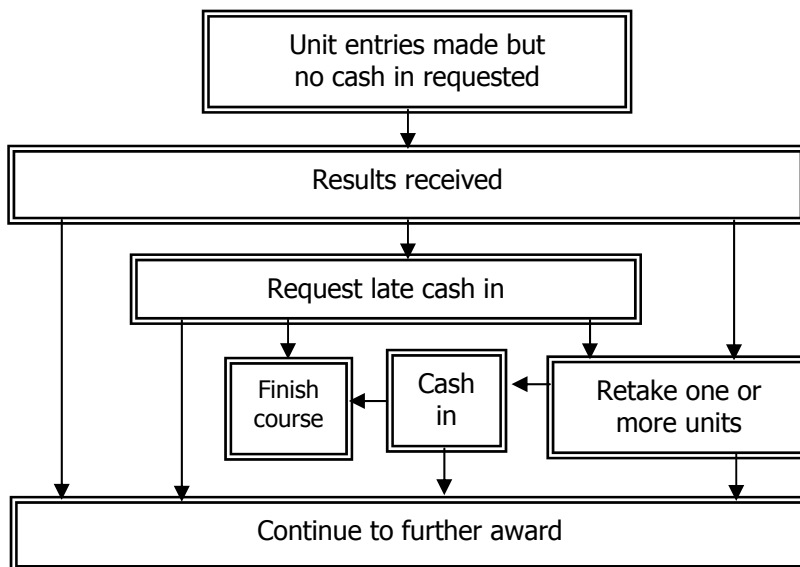 Unit entries made but
no cash in requested
Results received
Request late cash in
Finish
course
Cash
in
Retake one or
more units
Continue to further award